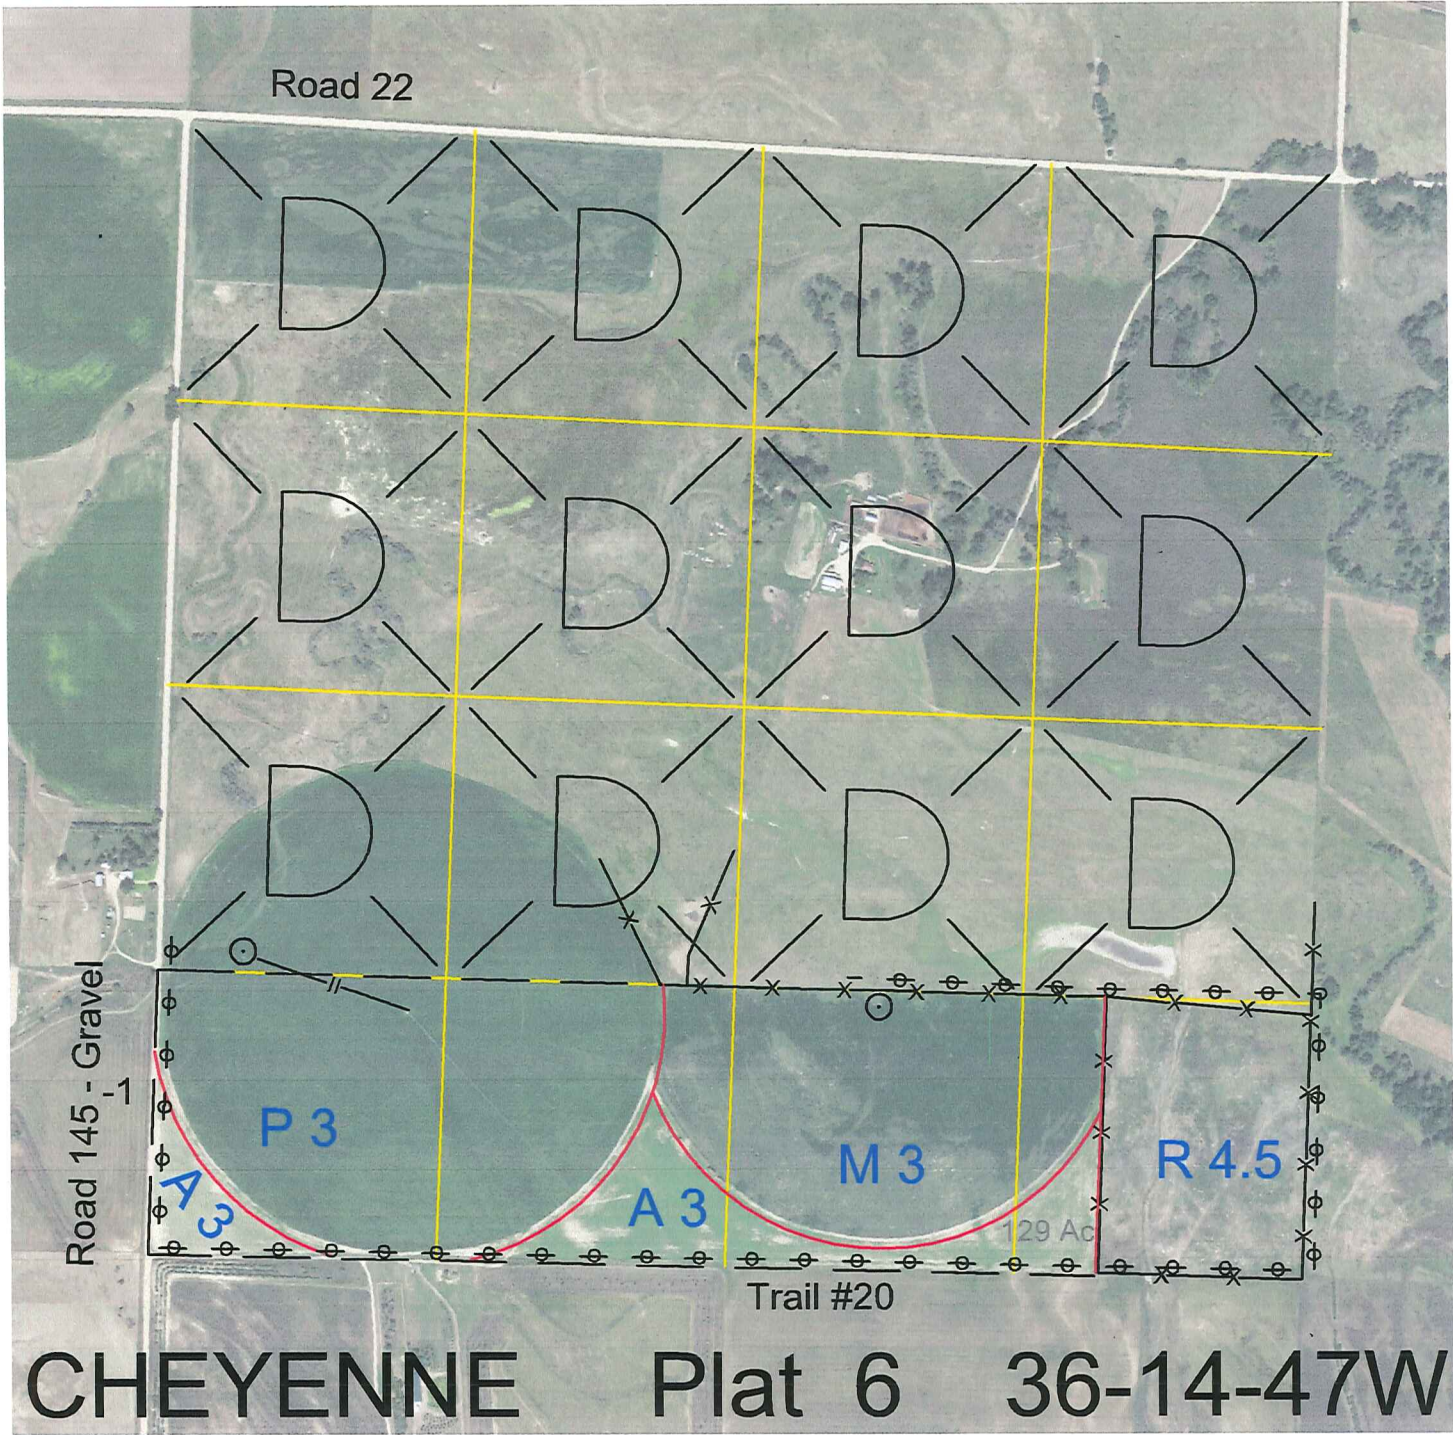 Road 22
D D D D
D D D D
D D D D
Road 145 - Gravel
-1
P 3
A 3
A 3
M 3
R 4.5
129 Ac
Trail #20
CHEYENNE Plat 6 36-14-47W